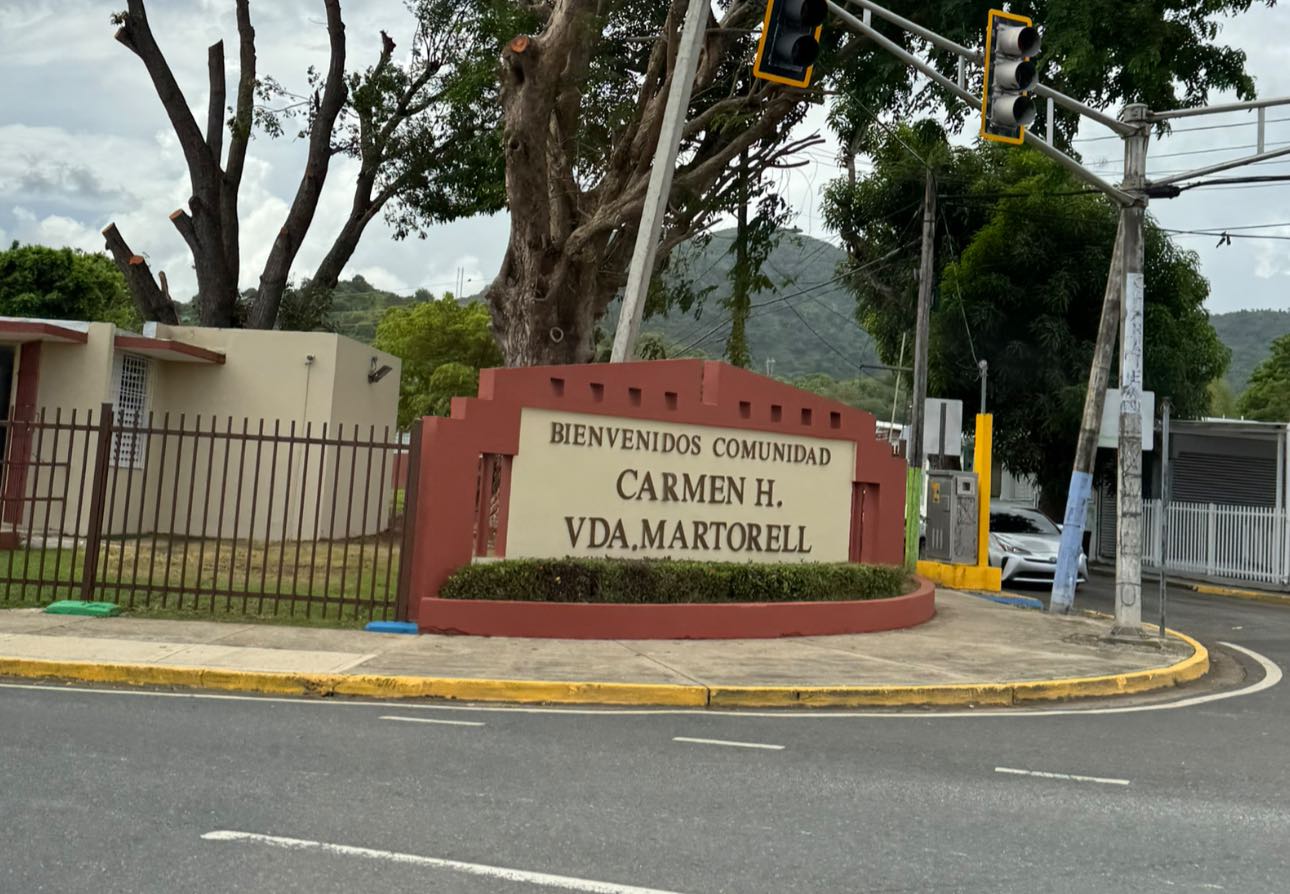 BIENVENIDOS COMUNIDAD
CARMEN H.
VDA. MARTORELL